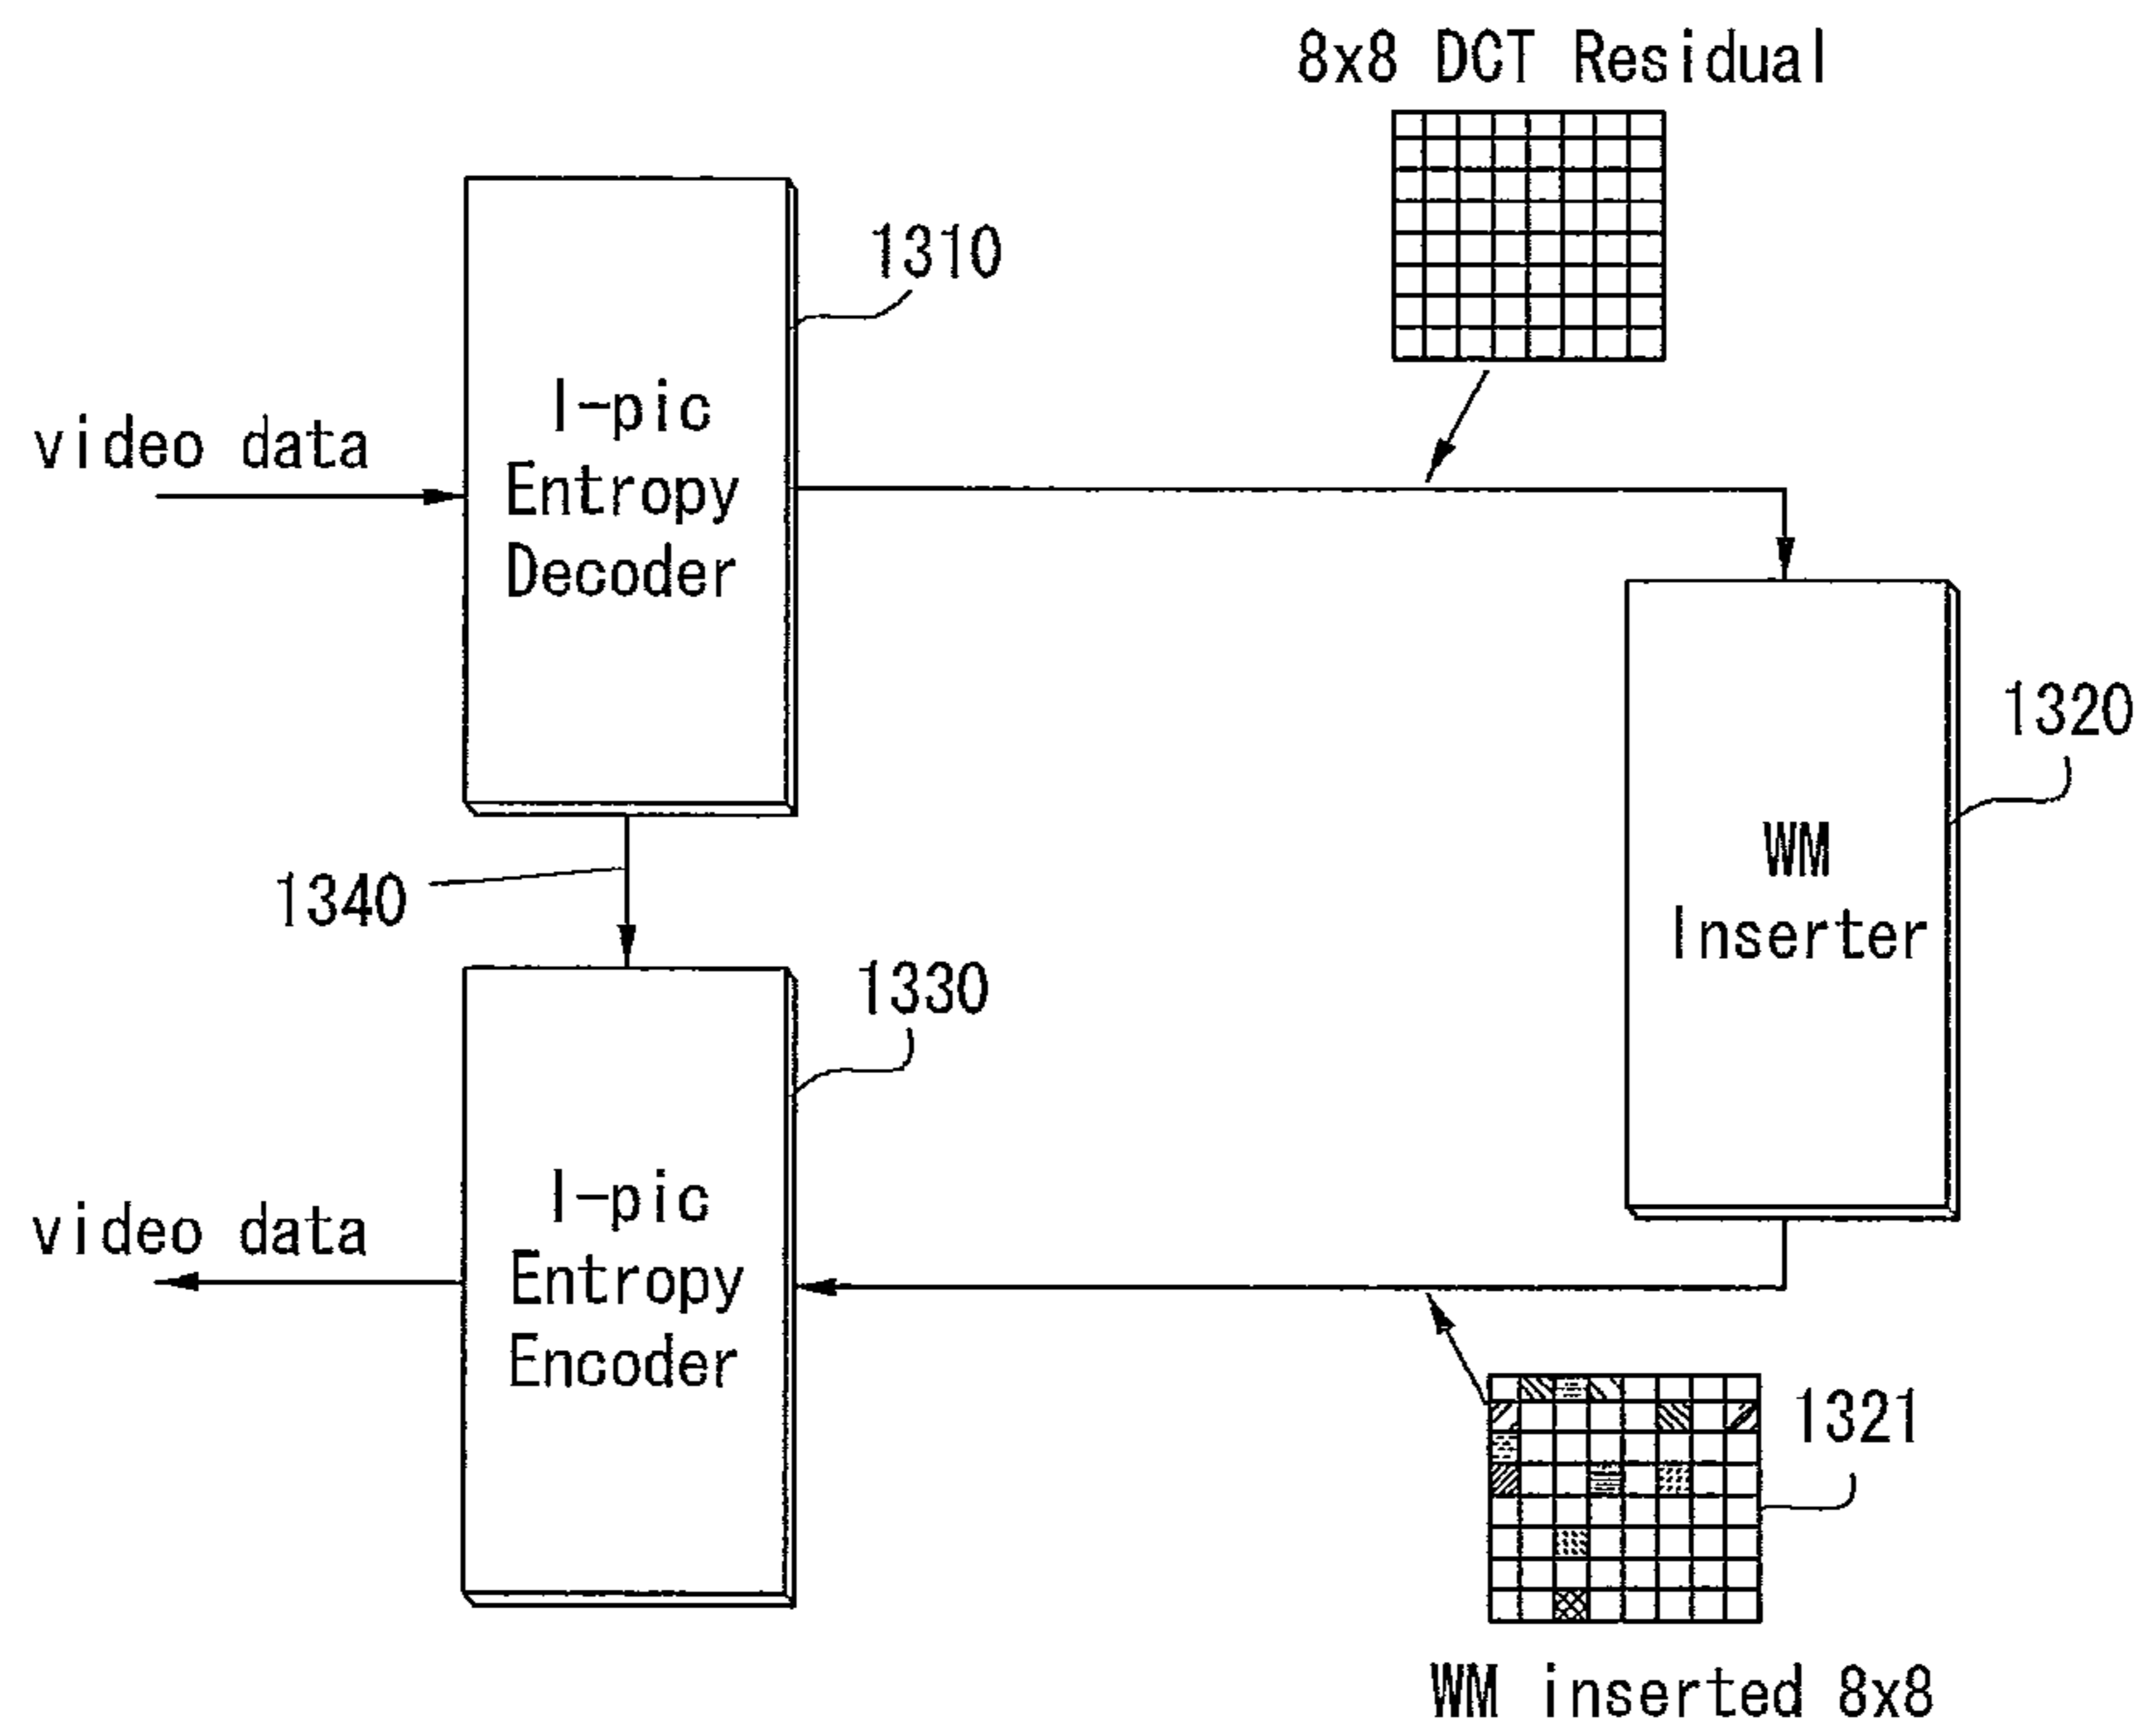 8x8 DCT Residual
1310
I-pic
Entropy
Decoder
video data
1320
WM
Inserter
1340
1330
I-pic
Entropy
Encoder
video data
1321
WM inserted 8x8